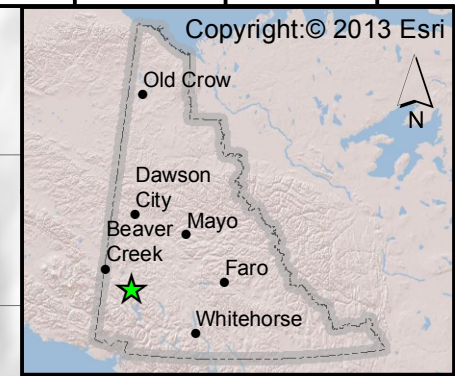 Copyright:© 2013 Esri
Old Crow
N
Dawson
City
Beaver
Creek
Mayo
Faro
Whitehorse